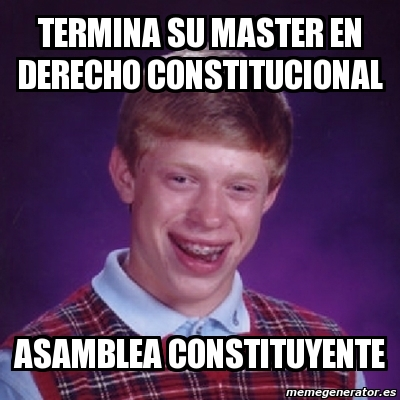 TERMINA SU MASTER EN
DERECHO CONSTITUCIONAL
ASAMBLEA CONSTITUYENTE
memegenerator.es